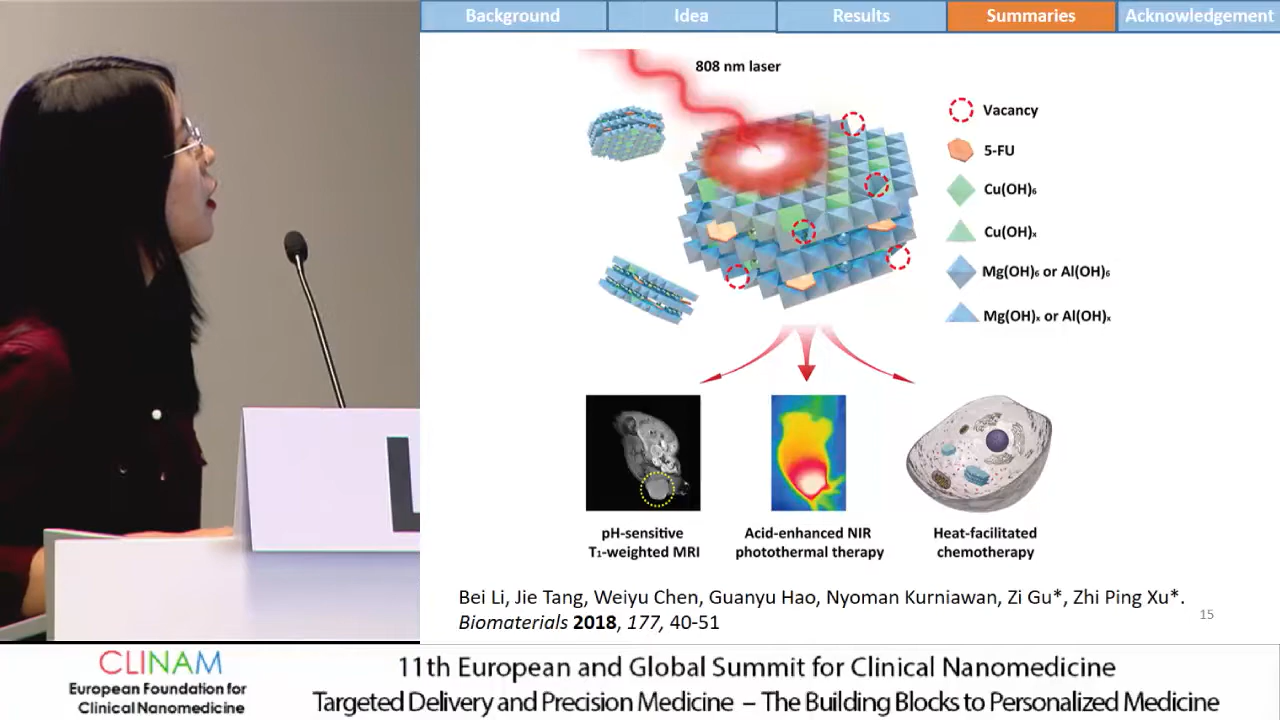 Background Idea Results Summaries Acknowledgement
808 nm laser
Vacancy
5-FU
Cu(OH)₆
Cu(OH)ₓ
Mg(OH)₆ or Al(OH)₆
Mg(OH)ₓ or Al(OH)ₓ
pH-sensitive
T₁-weighted MRI
Acid-enhanced NIR
photothermal therapy
Heat-facilitated
chemotherapy
Bei Li, Jie Tang, Weiyu Chen, Guanyu Hao, Nyoman Kurniawan, Zi Gu*, Zhi Ping Xu*.
Biomaterials 2018, 177, 40-51
15
L
CLINAM
European Foundation for
Clinical Nanomedicine
11th European and Global Summit for Clinical Nanomedicine
Targeted Delivery and Precision Medicine – The Building Blocks to Personalized Medicine